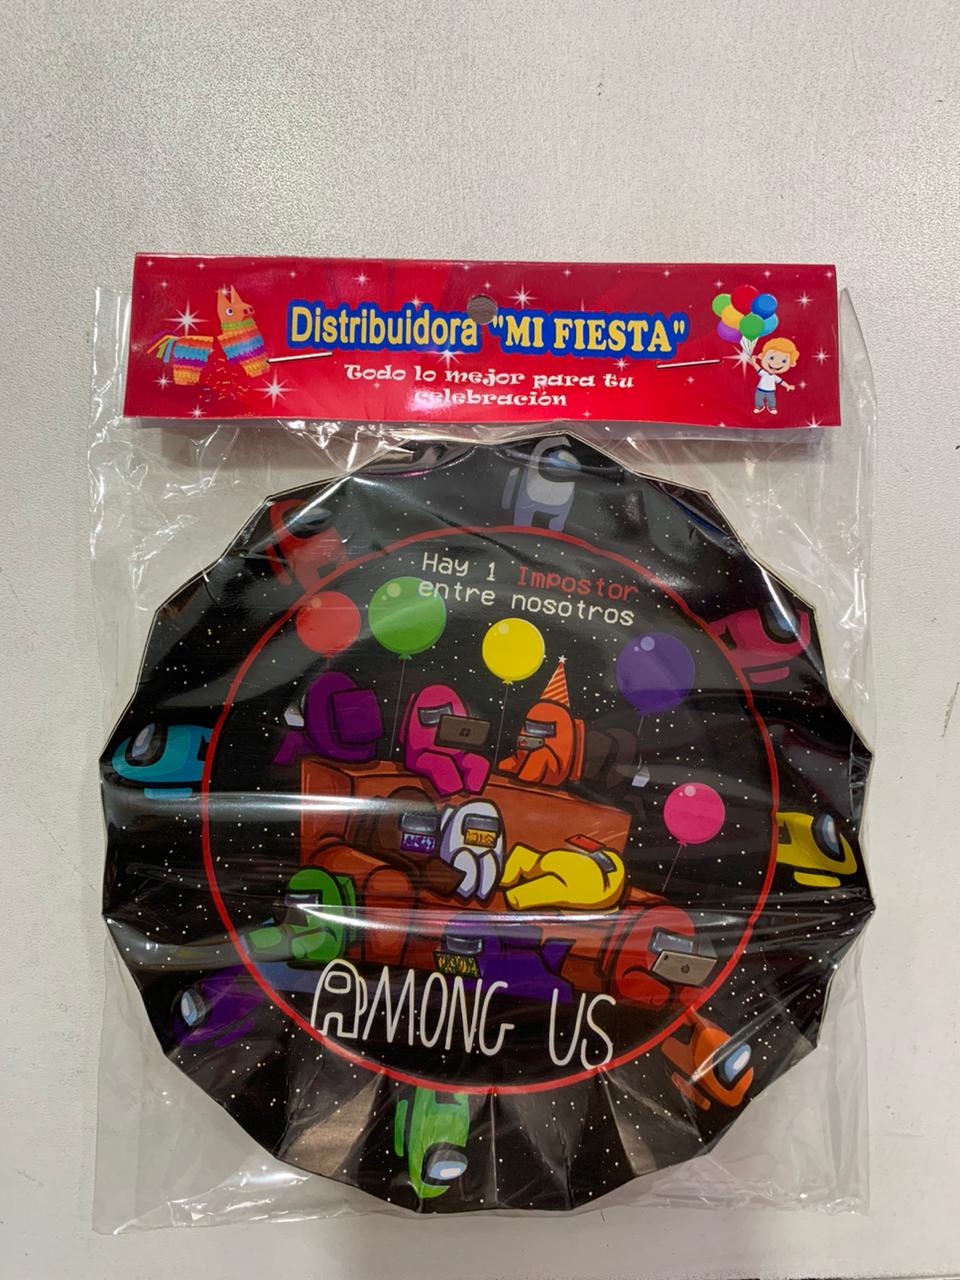 Distribuidora "MI FIESTA"
Todo lo mejor para tu
celebración
Hay 1 Impostor
entre nosotros
AMONG US